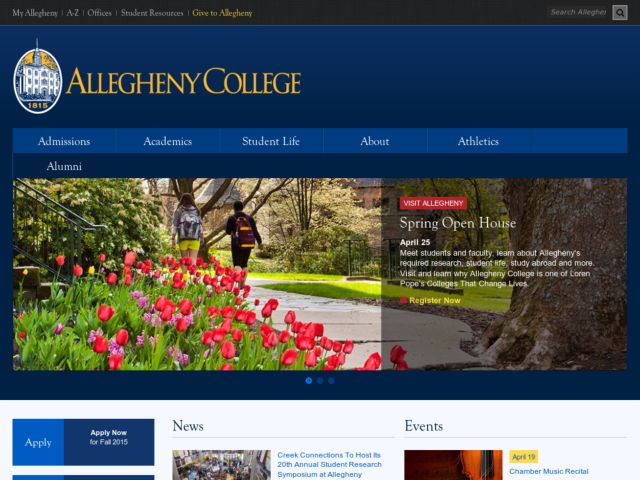 My Allegheny | A-Z | Offices | Student Resources | Give to Allegheny
Search Allegheny
1815
ALLEGHENY COLLEGE
Admissions
Academics
Student Life
About
Athletics
Alumni
VISIT ALLEGHENY
Spring Open House
April 25
Meet students and faculty, learn about Allegheny's
required research, student life, study abroad and more.
Visit and learn why Allegheny College is one of Loren
Pope's Colleges That Change Lives.
Register Now
Apply
Apply Now
for Fall 2015
News
Creek Connections To Host Its
20th Annual Student Research
Symposium at Allegheny
Events
April 19
Chamber Music Recital